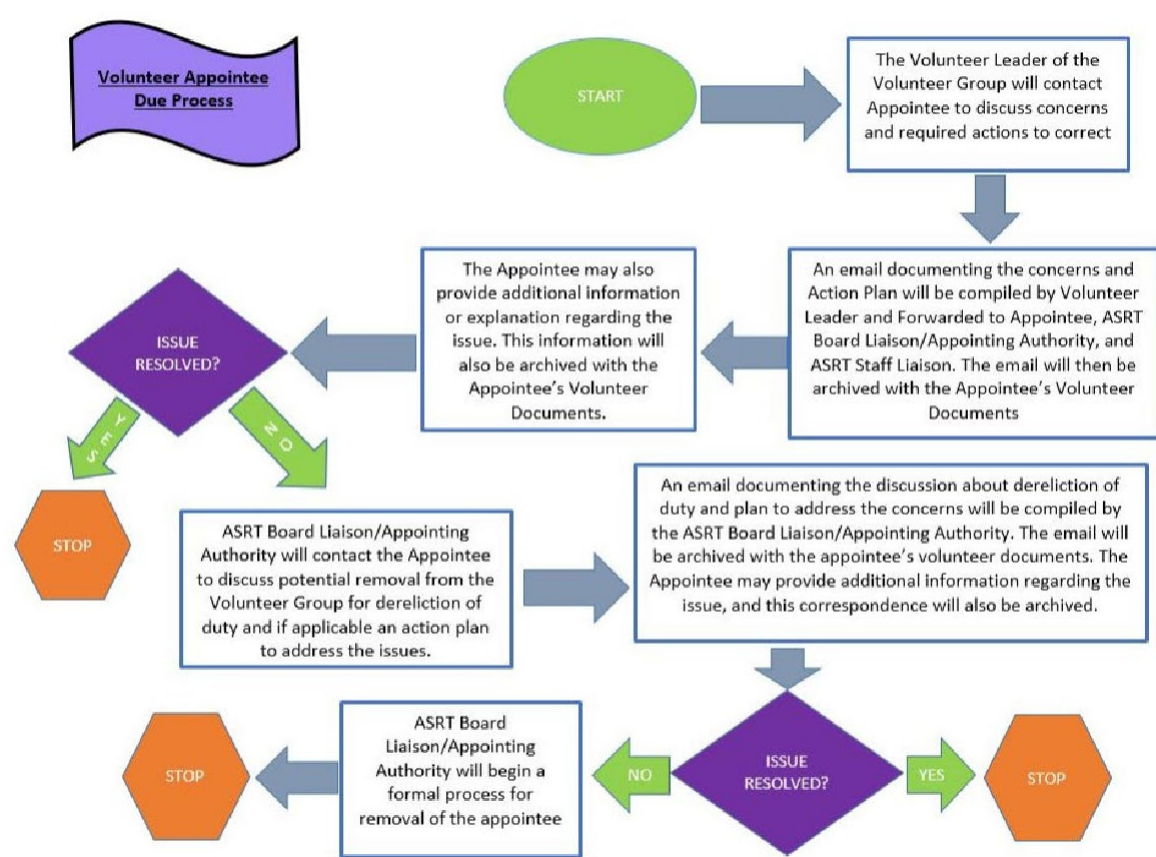 Volunteer Appointee
Due Process
START
The Volunteer Leader of the
Volunteer Group will contact
Appointee to discuss concerns
and required actions to correct
An email documenting the concerns and
Action Plan will be compiled by Volunteer
Leader and Forwarded to Appointee, ASRT
Board Liaison/Appointing Authority, and
ASRT Staff Liaison. The email will then be
archived with the Appointee's Volunteer
Documents
The Appointee may also
provide additional information
or explanation regarding the
issue. This information will
also be archived with the
Appointee's Volunteer
Documents.
ISSUE
RESOLVED?
YES
NO
STOP
ASRT Board Liaison/Appointing
Authority will contact the Appointee
to discuss potential removal from the
Volunteer Group for dereliction of
duty and if applicable an action plan
to address the issues.
An email documenting the discussion about dereliction of
duty and plan to address the concerns will be compiled by
the ASRT Board Liaison/Appointing Authority. The email will
be archived with the appointee's volunteer documents. The
Appointee may provide additional information regarding the
issue, and this correspondence will also be archived.
ISSUE
RESOLVED?
NO
YES
STOP
ASRT Board
Liaison/Appointing
Authority will begin a
formal process for
removal of the appointee
STOP